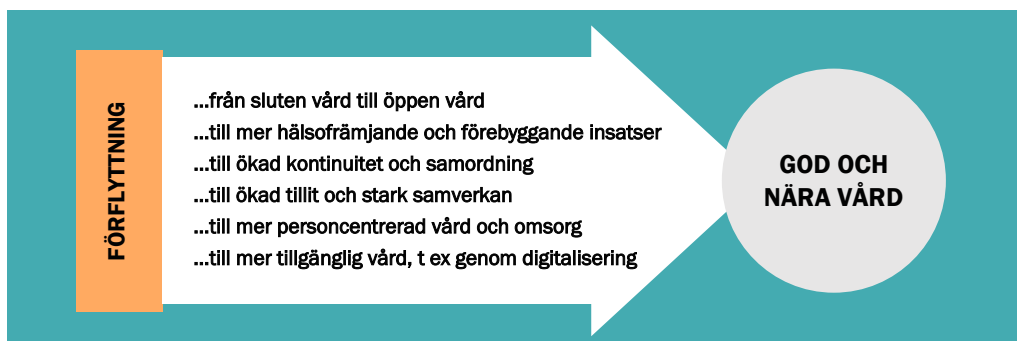 FÖRFLYTTNING
...från sluten vård till öppen vård
...till mer hälsofrämjande och förebyggande insatser
...till ökad kontinuitet och samordning
...till ökad tillit och stark samverkan
...till mer personcentrerad vård och omsorg
...till mer tillgänglig vård, t ex genom digitalisering
GOD OCH
NÄRA VÅRD